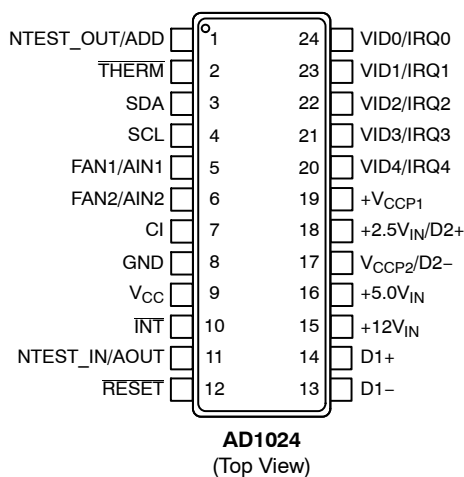 NTEST_OUT/ADD 1 24 VID0/IRQ0
THERM 2 23 VID1/IRQ1
SDA 3 22 VID2/IRQ2
SCL 4 21 VID3/IRQ3
FAN1/AIN1 5 20 VID4/IRQ4
FAN2/AIN2 6 19 +VCCP1
CI 7 18 +2.5VIN/D2+
GND 8 17 VCCP2/D2−
VCC 9 16 +5.0VIN
INT 10 15 +12VIN
NTEST_IN/AOUT 11 14 D1+
RESET 12 13 D1−
AD1024
(Top View)